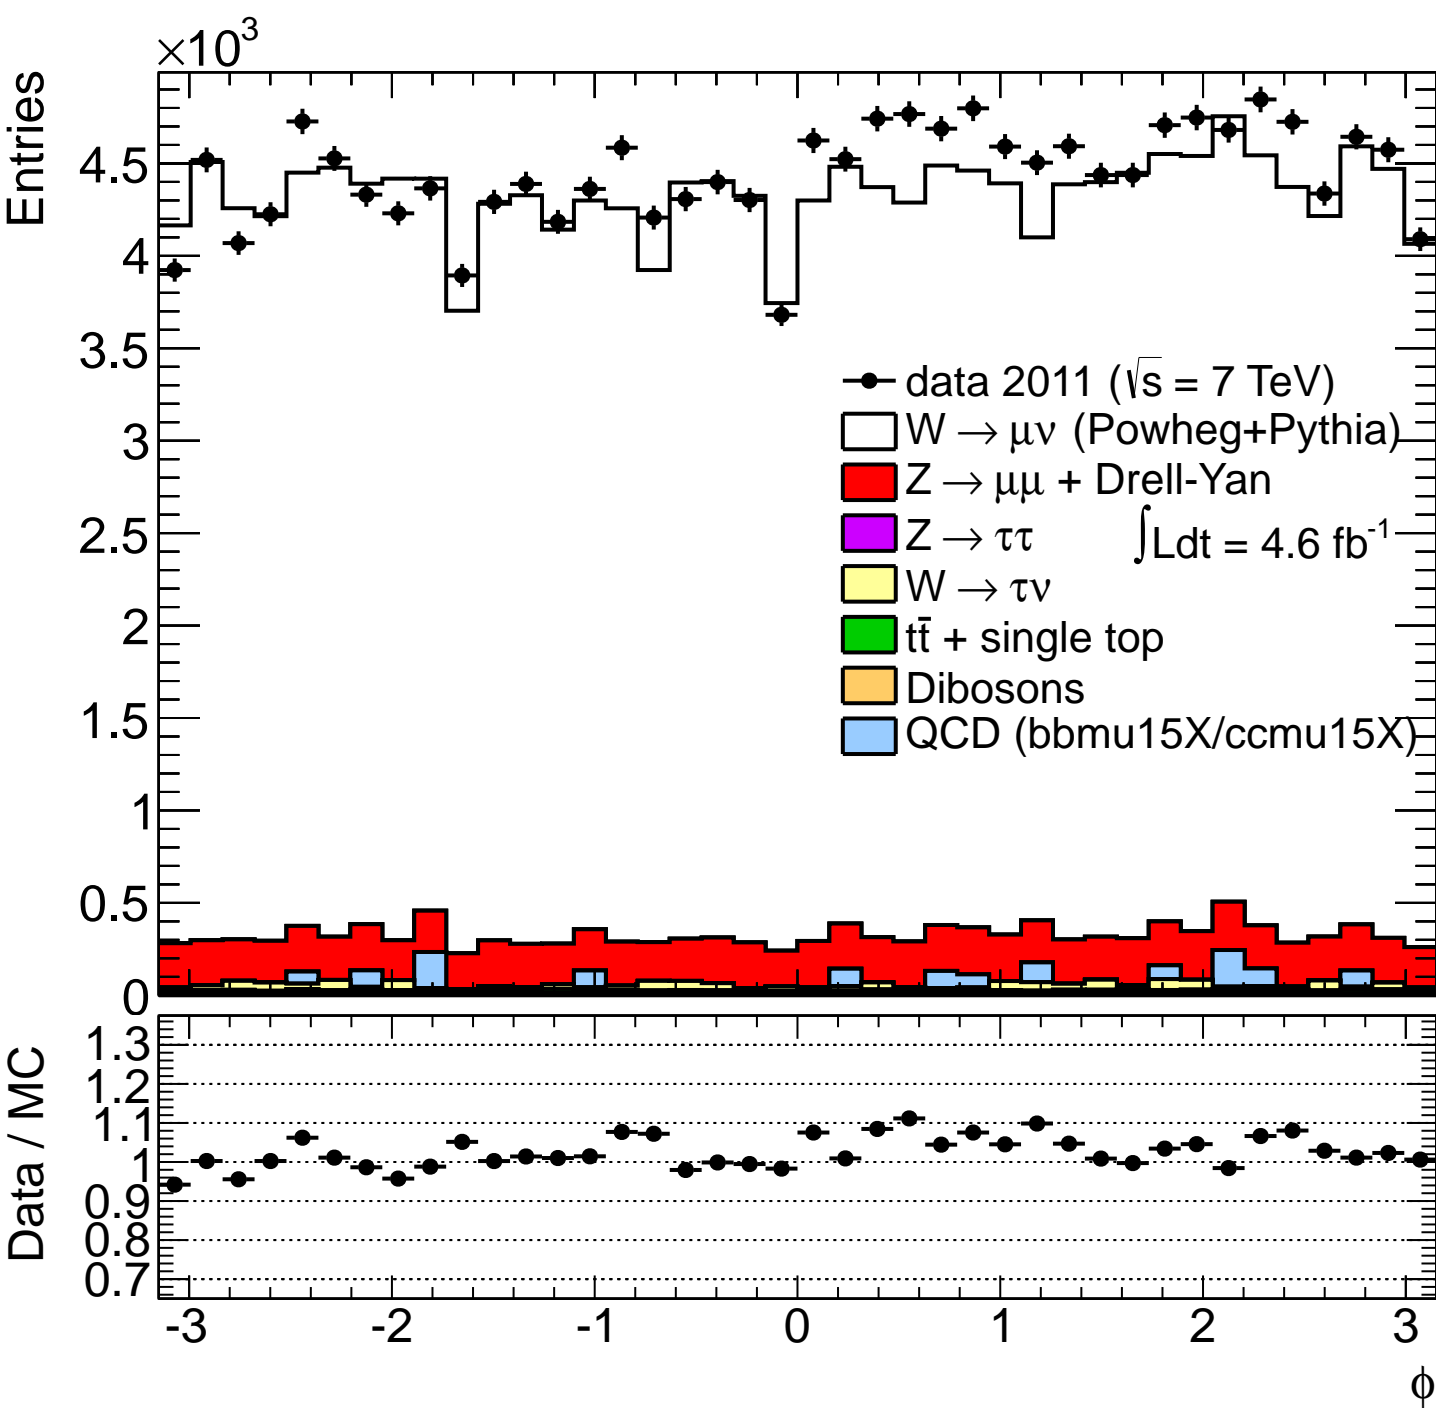 ×10³
Entries
4.5
4
3.5
3
2.5
2
1.5
1
0.5
0
data 2011 (√s = 7 TeV)
W → μν (Powheg+Pythia)
Z → μμ + Drell-Yan
Z → ττ
∫Ldt = 4.6 fb⁻¹
W → τν
tt̄ + single top
Dibosons
QCD (bbmu15X/ccmu15X)
Data / MC
1.3
1.2
1.1
1
0.9
0.8
0.7
-3 -2 -1 0 1 2 3
ϕ